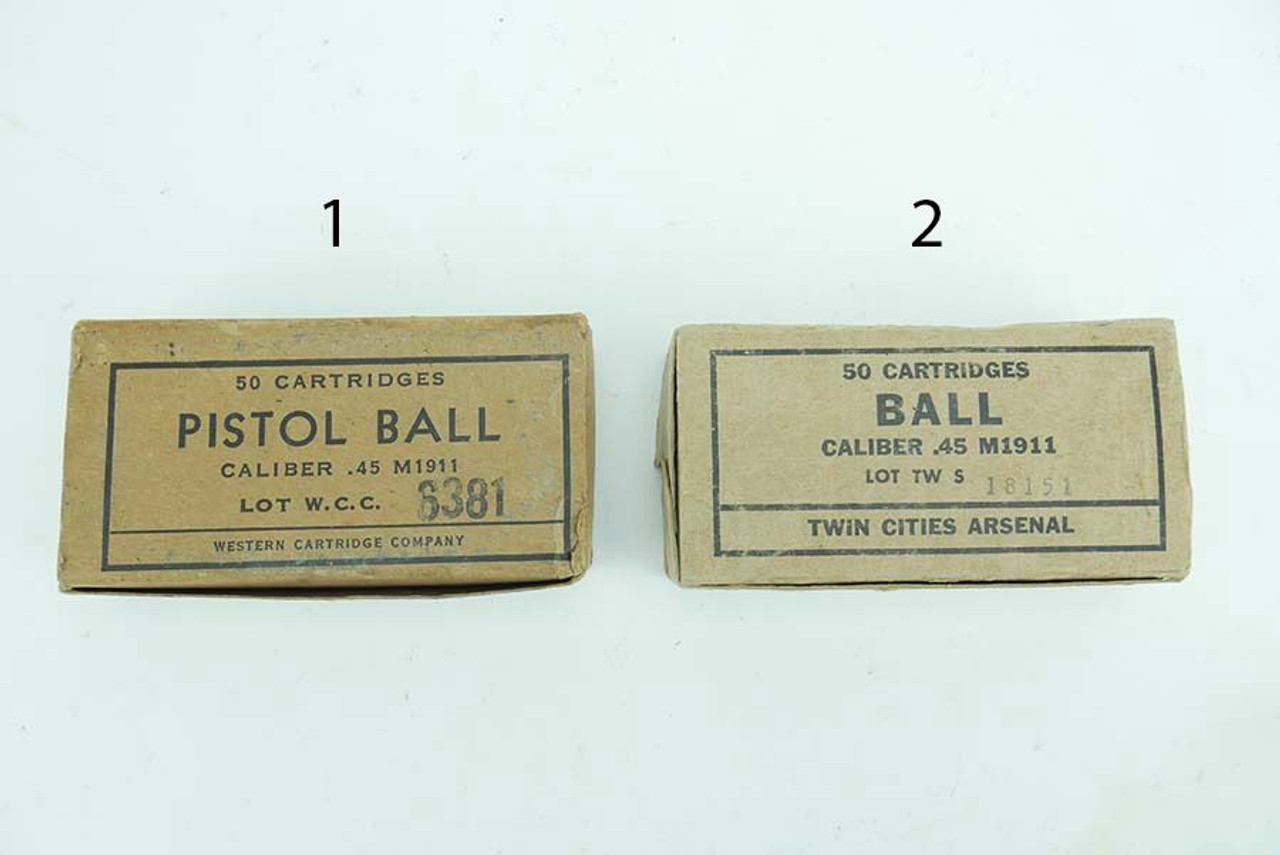 1
50 CARTRIDGES
PISTOL BALL
CALIBER .45 M1911
LOT W.C.C. 6381
WESTERN CARTRIDGE COMPANY
2
50 CARTRIDGES
BALL
CALIBER .45 M1911
LOT TW S 18151
TWIN CITIES ARSENAL